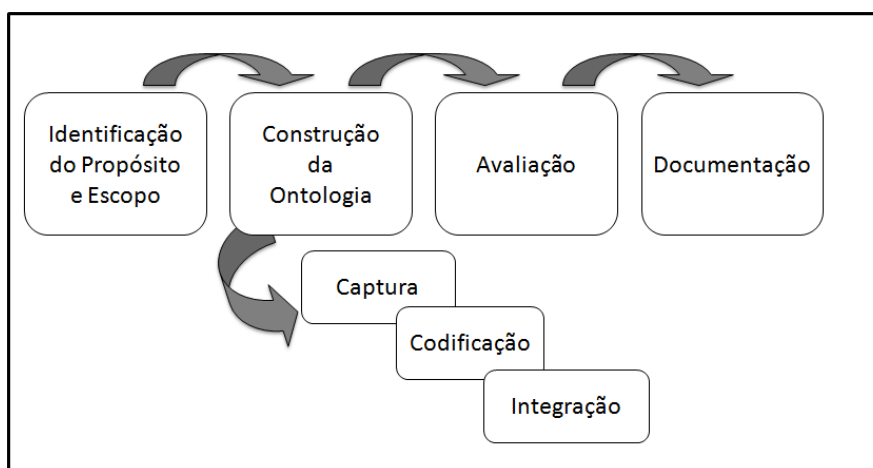 Identificação
do Propósito
e Escopo
Construção
da
Ontologia
Avaliação
Documentação
Captura
Codificação
Integração